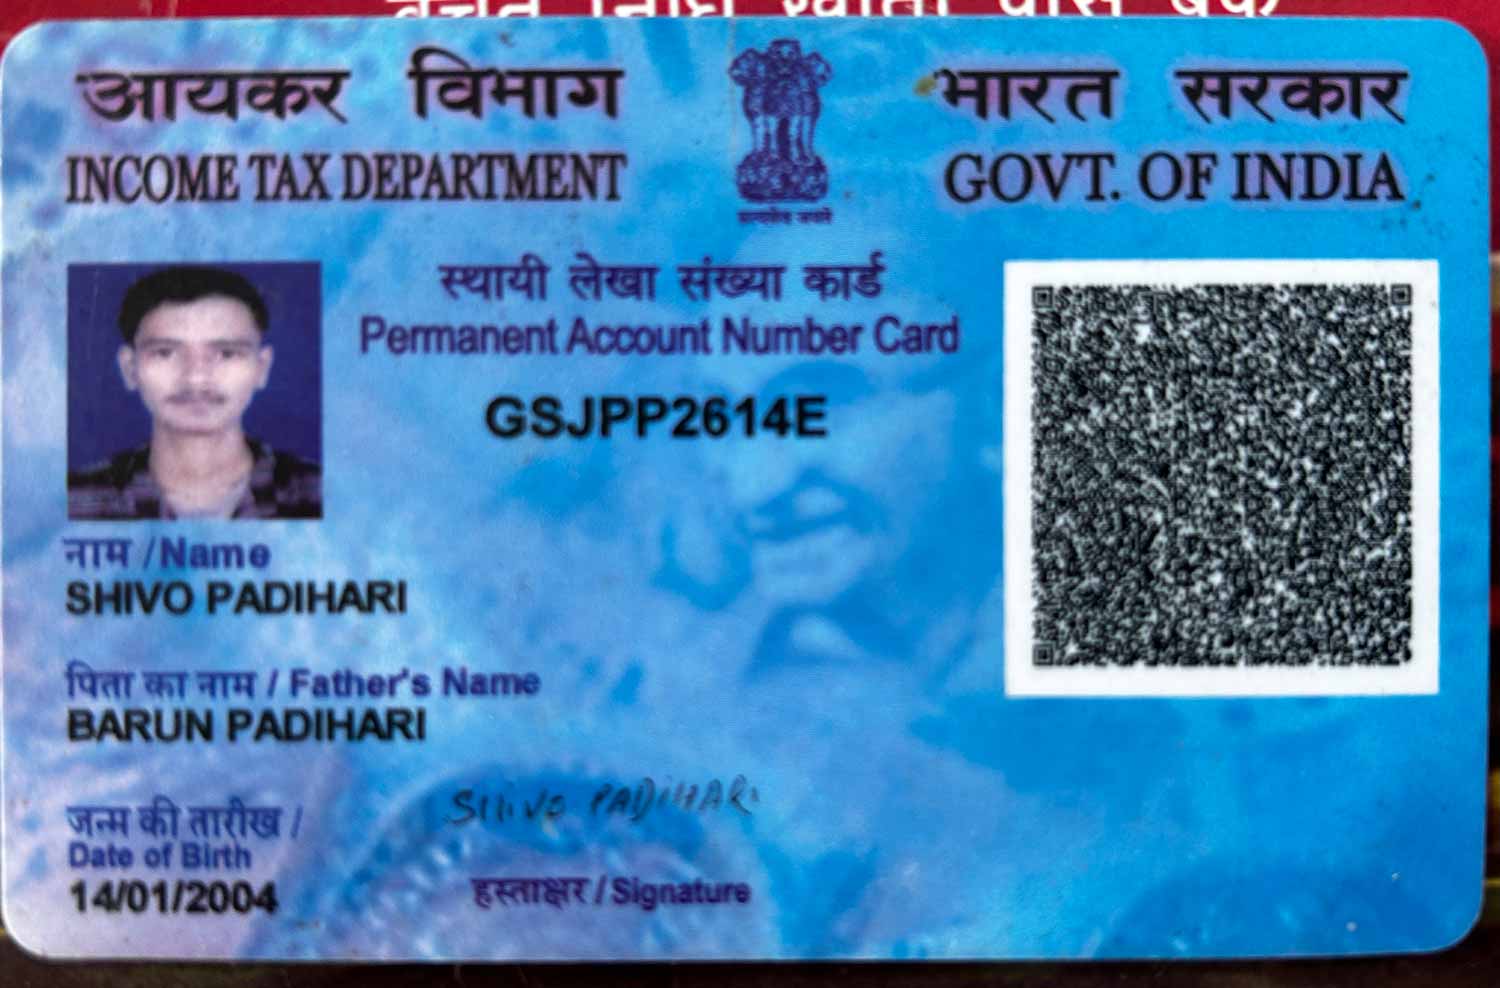 बचत निधि खाता पास बुक
आयकर विभाग
INCOME TAX DEPARTMENT
भारत सरकार
GOVT. OF INDIA
सत्यमेव जयते
स्थायी लेखा संख्या कार्ड
Permanent Account Number Card
GSJPP2614E
नाम /Name
SHIVO PADIHARI
पिता का नाम / Father's Name
BARUN PADIHARI
जन्म की तारीख /
Date of Birth
14/01/2004
SHIVO PADIHARI
हस्ताक्षर / Signature